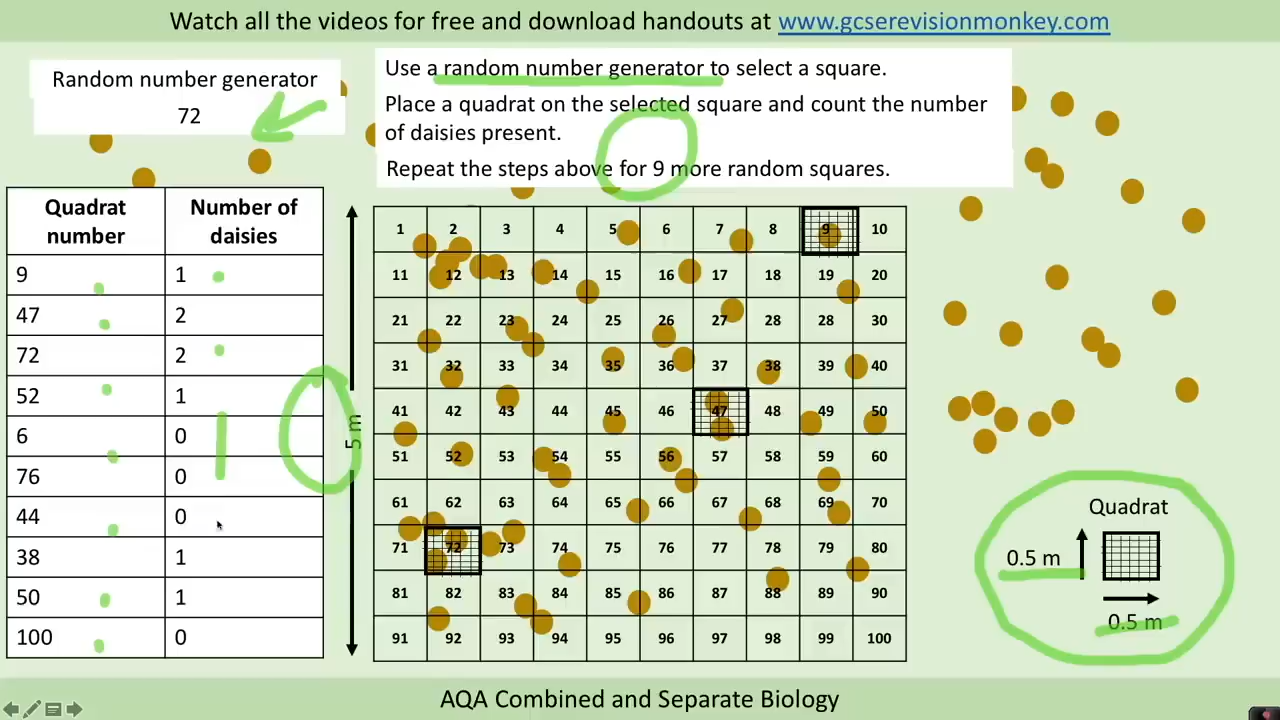 Watch all the videos for free and download handouts at www.gcserevisionmonkey.com
Random number generator
72
Use a random number generator to select a square.
Place a quadrat on the selected square and count the number
of daisies present.
Repeat the steps above for 9 more random squares.
Quadrat number Number of daisies
9 1
47 2
72 2
52 1
6 0
76 0
44 0
38 1
50 1
100 0
5 m
1 2 3 4 5 6 7 8 9 10
11 12 13 14 15 16 17 18 19 20
21 22 23 24 25 26 27 28 28 30
31 32 33 34 35 36 37 38 39 40
41 42 43 44 45 46 47 48 49 50
51 52 53 54 55 56 57 58 59 60
61 62 63 64 65 66 67 68 69 70
71 72 73 74 75 76 77 78 79 80
81 82 83 84 85 86 87 88 89 90
91 92 93 94 95 96 97 98 99 100
Quadrat
0.5 m
0.5 m
AQA Combined and Separate Biology